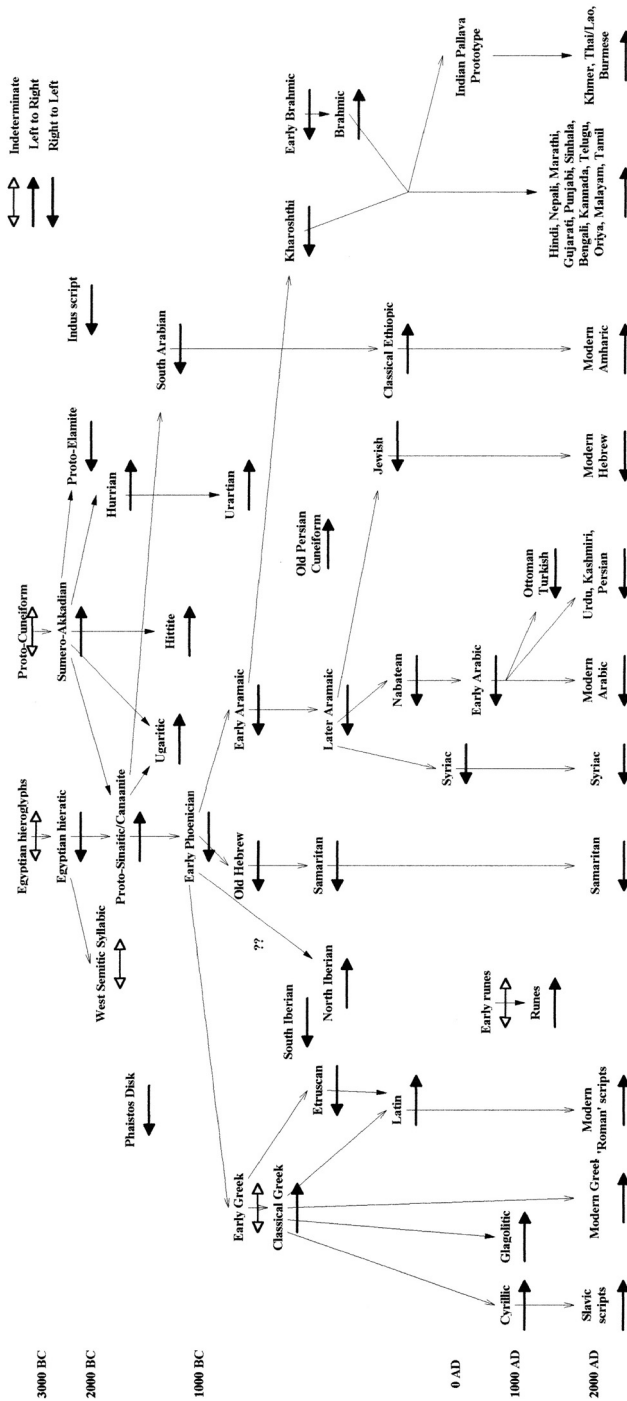 Indeterminate
Left to Right
Right to Left
3000 BC
2000 BC
1000 BC
0 AD
1000 AD
2000 AD
Egyptian hieroglyphs
Proto-Cuneiform
Egyptian hieratic
Sumero-Akkadian
West Semitic Syllabic
Proto-Elamite
Indus script
Proto-Sinaitic/Canaanite
Hurrian
Phaistos Disk
Ugaritic
Hittite
South Arabian
Early Phoenician
Urartian
??
Early Greek
Old Hebrew
Early Aramaic
Kharoshthi
Early Brahmic
Classical Greek
Brahmic
South Iberian
Etruscan
North Iberian
Samaritan
Later Aramaic
Old Persian
Cuneiform
Latin
Nabatean
Jewish
Classical Ethiopic
Syriac
Indian Pallava
Prototype
Cyrillic
Glagolitic
Early runes
Early Arabic
Runes
Ottoman
Turkish
Slavic
scripts
Modern Greek
Modern
'Roman' scripts
Samaritan
Syriac
Modern
Arabic
Urdu, Kashmiri,
Persian
Modern
Hebrew
Modern
Amharic
Hindi, Nepali, Marathi,
Gujarati, Punjabi, Sinhala,
Bengali, Kannada, Telugu,
Oriya, Malayam, Tamil
Khmer, Thai/Lao,
Burmese